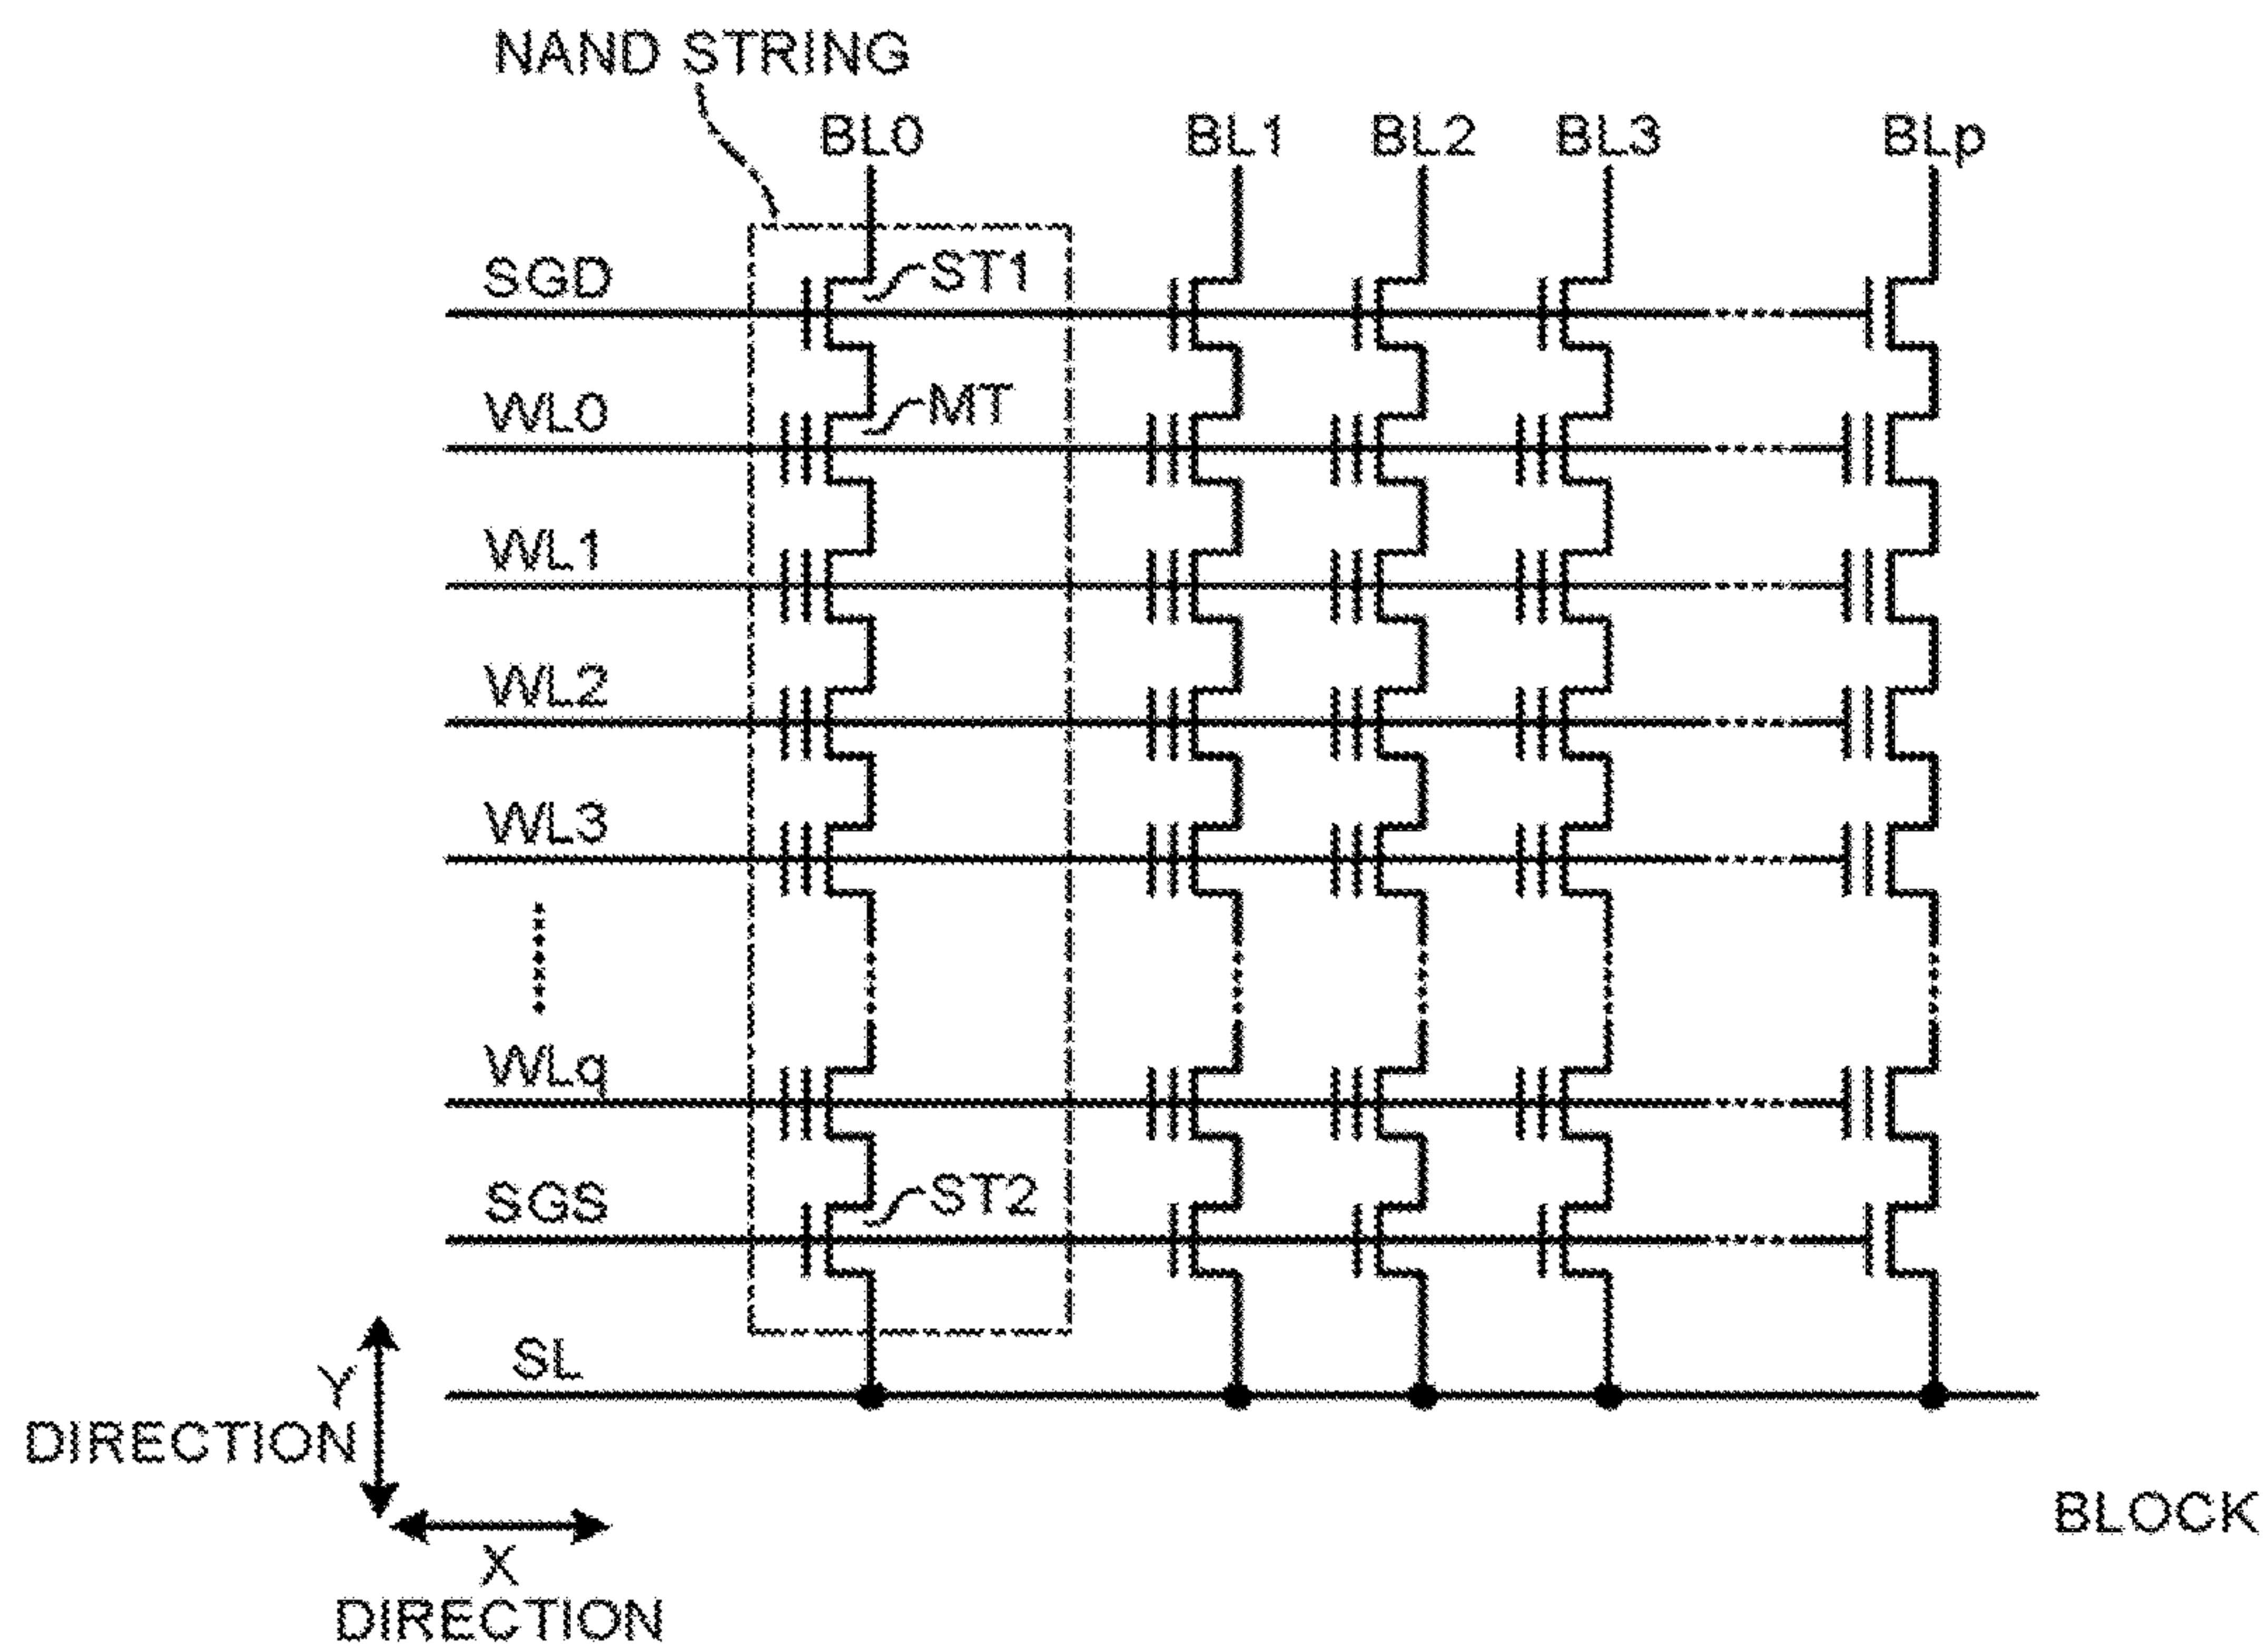 NAND STRING
BL0 BL1 BL2 BL3 BLp
SGD ST1
WL0 MT
WL1
WL2
WL3
WLq
SGS ST2
SL
Y
DIRECTION
X
DIRECTION
BLOCK